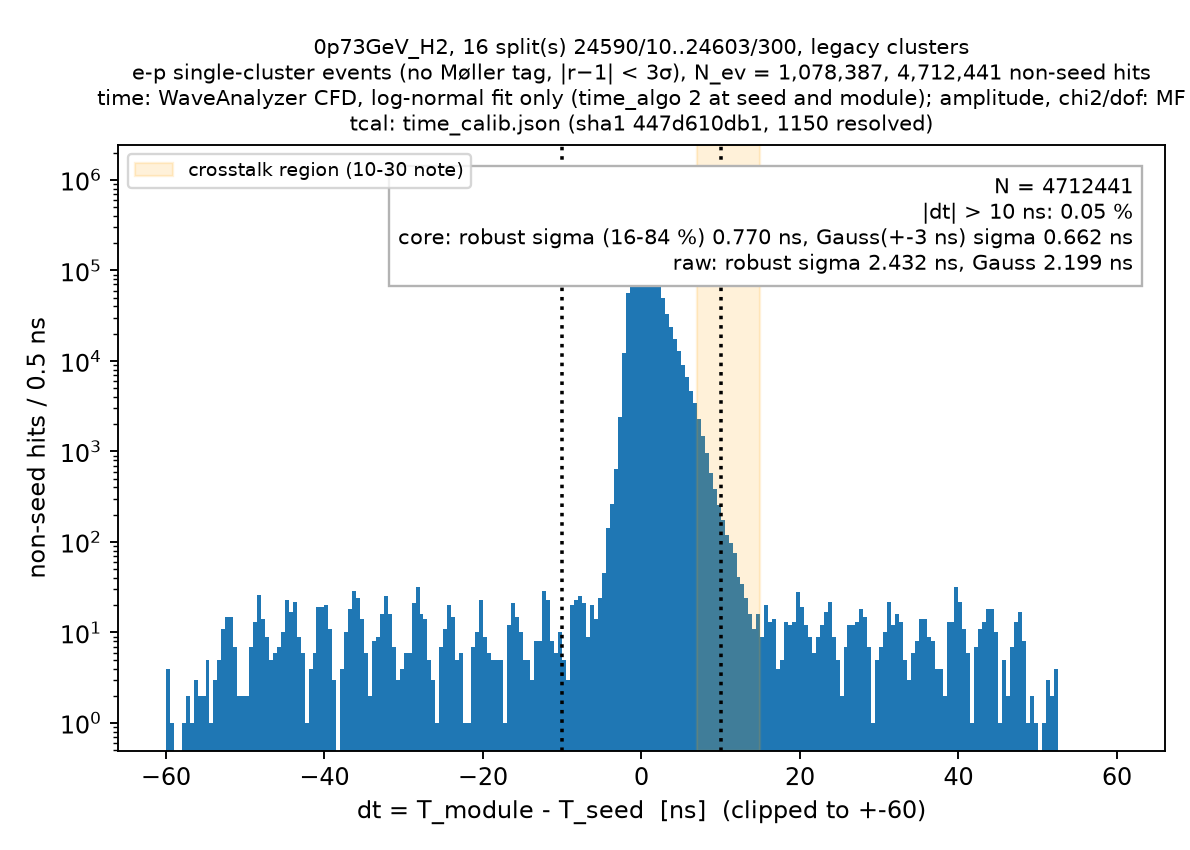 0p73GeV_H2, 16 split(s) 24590/10..24603/300, legacy clusters
e-p single-cluster events (no Møller tag, |r−1| < 3σ), N_ev = 1,078,387, 4,712,441 non-seed hits
time: WaveAnalyzer CFD, log-normal fit only (time_algo 2 at seed and module); amplitude, chi2/dof: MF
tcal: time_calib.json (sha1 447d610db1, 1150 resolved)
crosstalk region (10-30 note)
N = 4712441
|dt| > 10 ns: 0.05 %
core: robust sigma (16-84 %) 0.770 ns, Gauss(+-3 ns) sigma 0.662 ns
raw: robust sigma 2.432 ns, Gauss 2.199 ns
non-seed hits / 0.5 ns
10⁶
10⁵
10⁴
10³
10²
10¹
10⁰
−60 −40 −20 0 20 40 60
dt = T_module - T_seed [ns] (clipped to +-60)